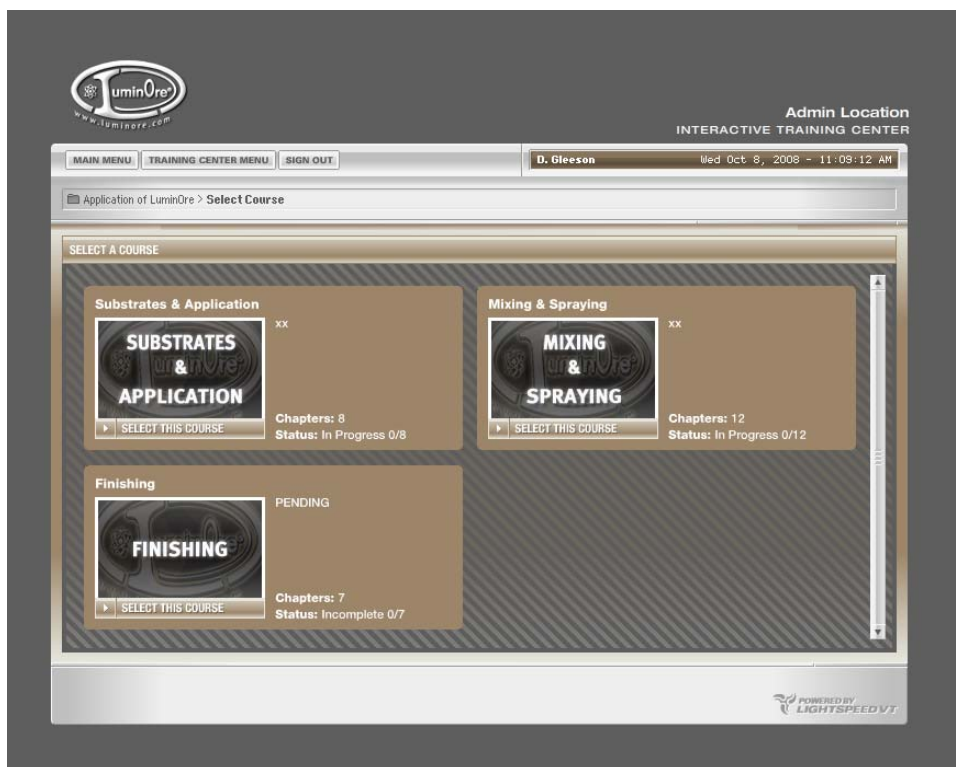 LuminOre®
www.luminore.com
Admin Location
INTERACTIVE TRAINING CENTER
MAIN MENU TRAINING CENTER MENU SIGN OUT
D. Gleeson Wed Oct 8, 2008 - 11:09:12 AM
Application of LuminOre > Select Course
SELECT A COURSE
Substrates & Application
xx
SUBSTRATES
&
APPLICATION
SELECT THIS COURSE
Chapters: 8
Status: In Progress 0/8
Mixing & Spraying
xx
MIXING
&
SPRAYING
SELECT THIS COURSE
Chapters: 12
Status: In Progress 0/12
Finishing
PENDING
FINISHING
SELECT THIS COURSE
Chapters: 7
Status: Incomplete 0/7
POWERED BY
LIGHTSPEED VT